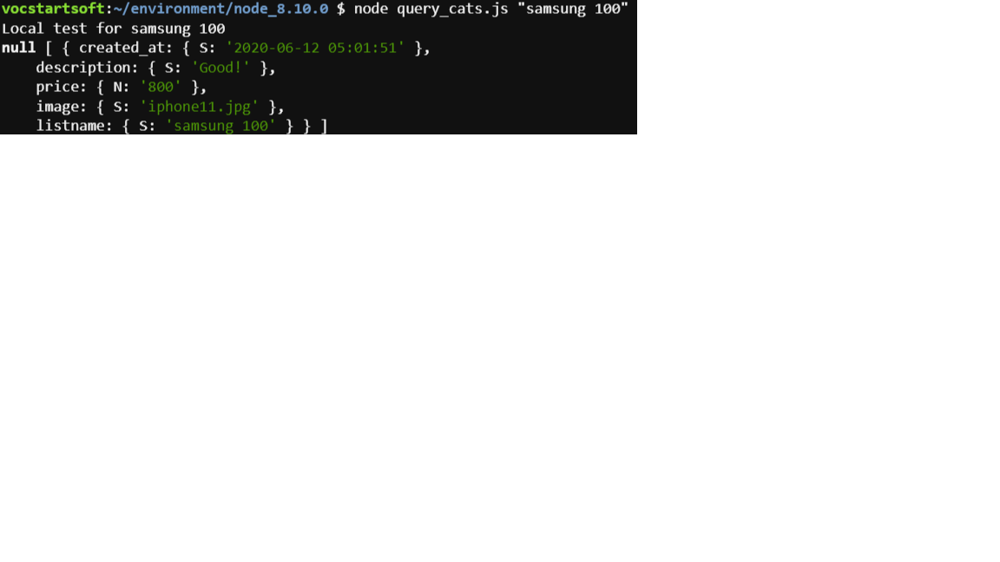 vocstartsoft:~/environment/node_8.10.0 $ node query_cats.js "samsung 100"
Local test for samsung 100
null [ { created_at: { S: '2020-06-12 05:01:51' },
    description: { S: 'Good!' },
    price: { N: '800' },
    image: { S: 'iphone11.jpg' },
    listname: { S: 'samsung 100' } } ]